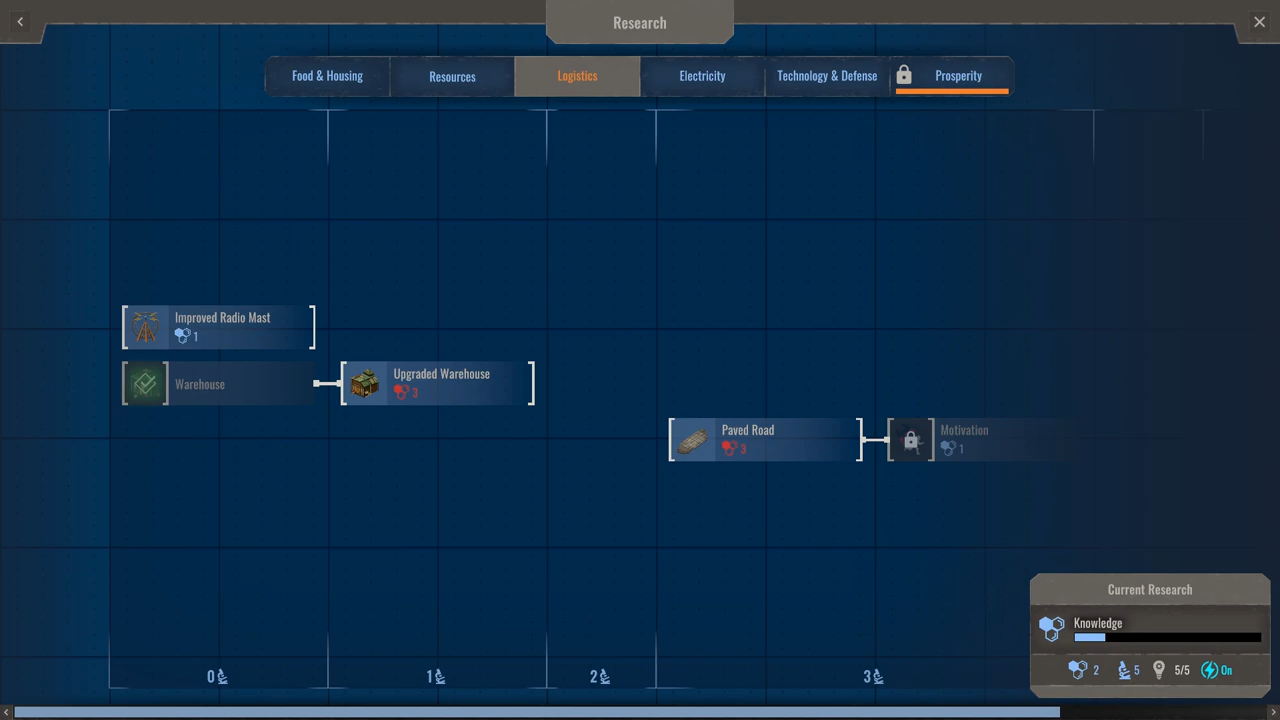 Research
Food & Housing
Resources
Logistics
Electricity
Technology & Defense
Prosperity
Improved Radio Mast
1
Warehouse
Upgraded Warehouse
3
Paved Road
3
Motivation
1
Current Research
Knowledge
2
5
5/5
On
0
1
2
3